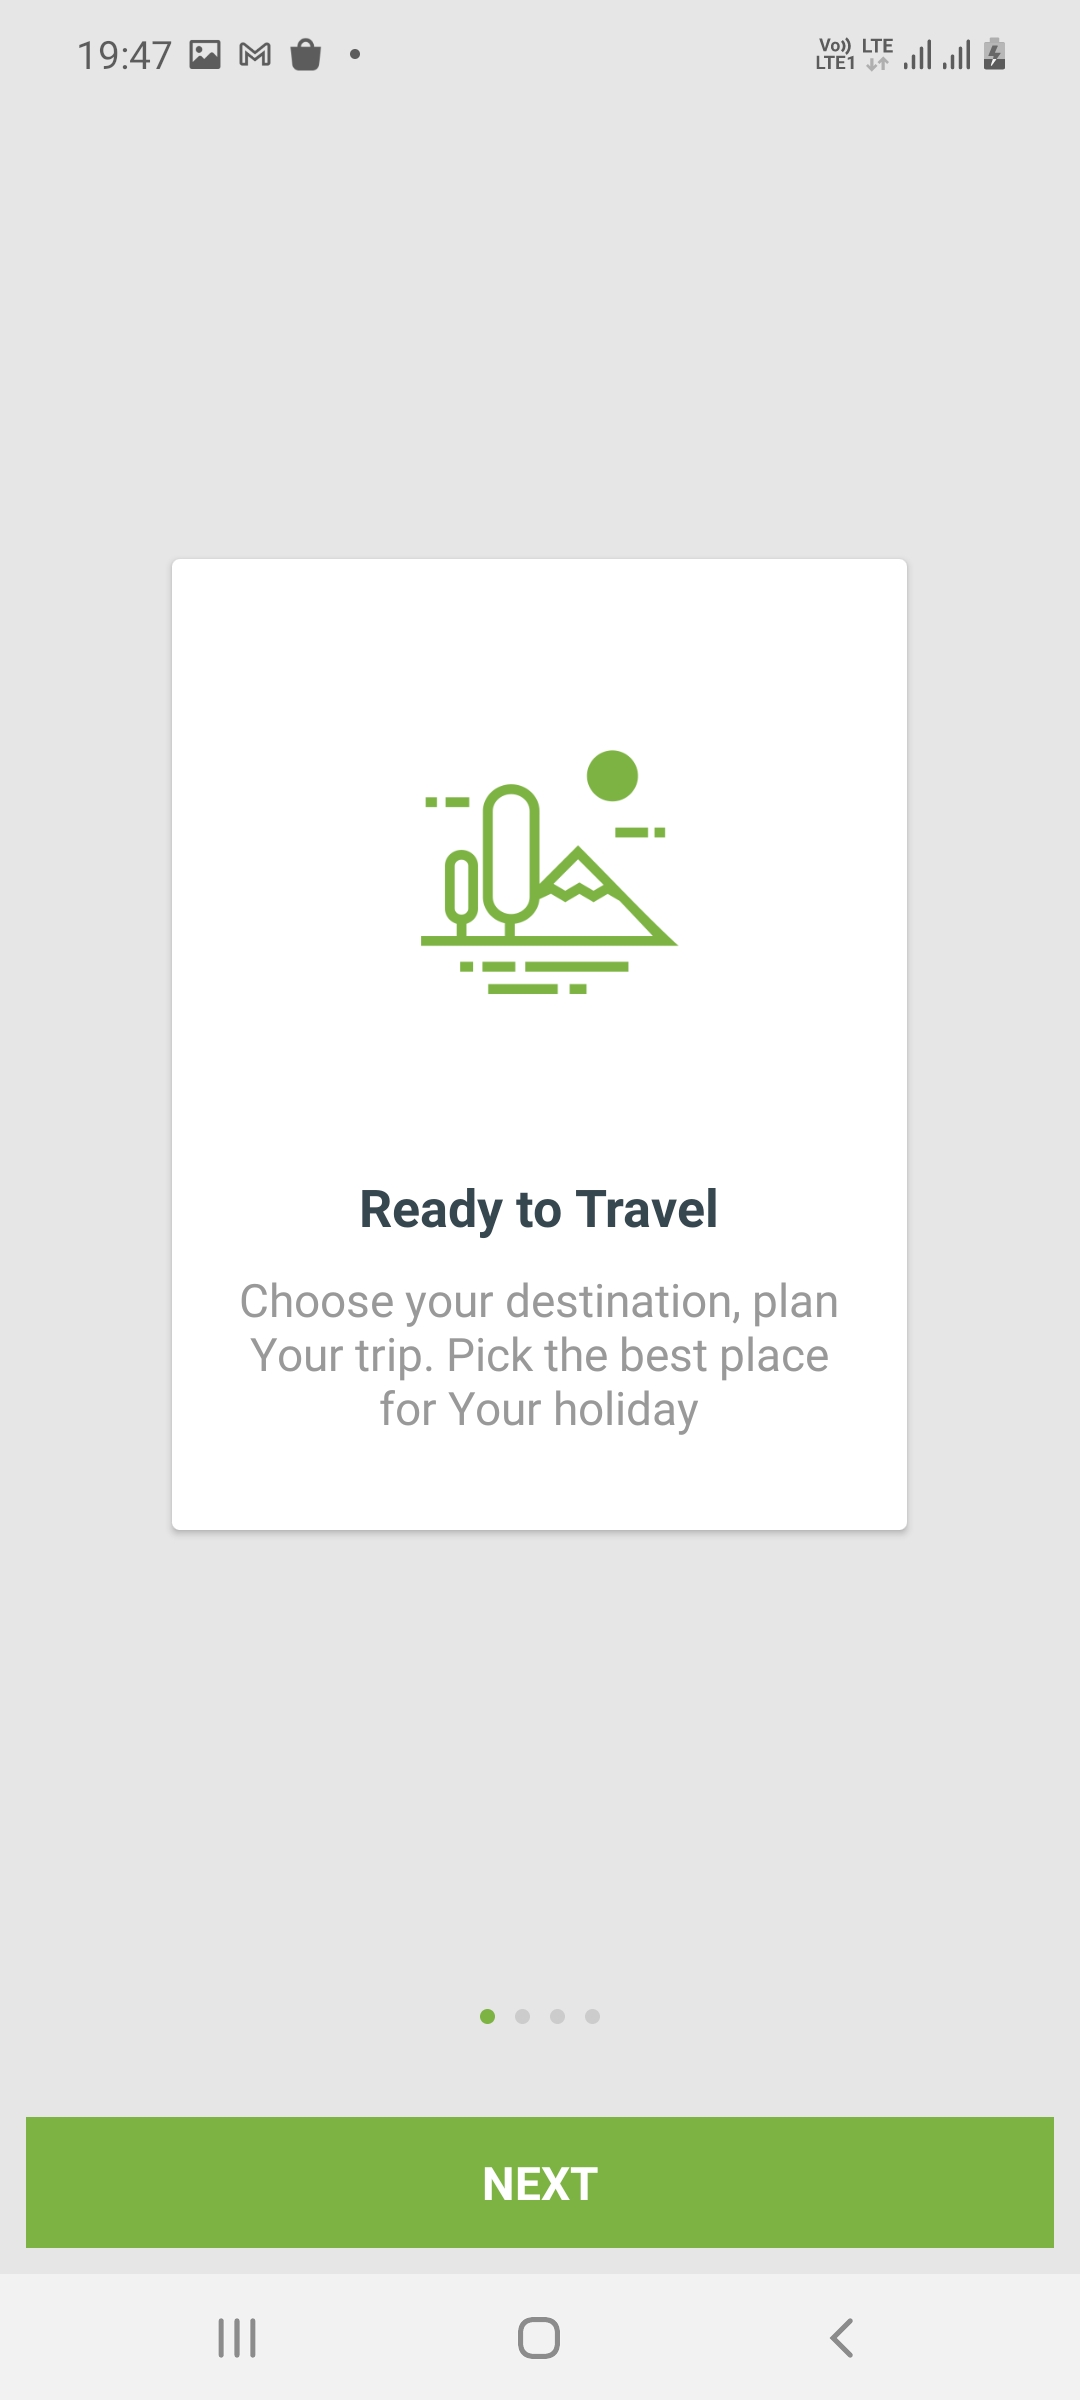 19:47
Vo)) LTE
LTE1
Ready to Travel
Choose your destination, plan
Your trip. Pick the best place
for Your holiday
NEXT